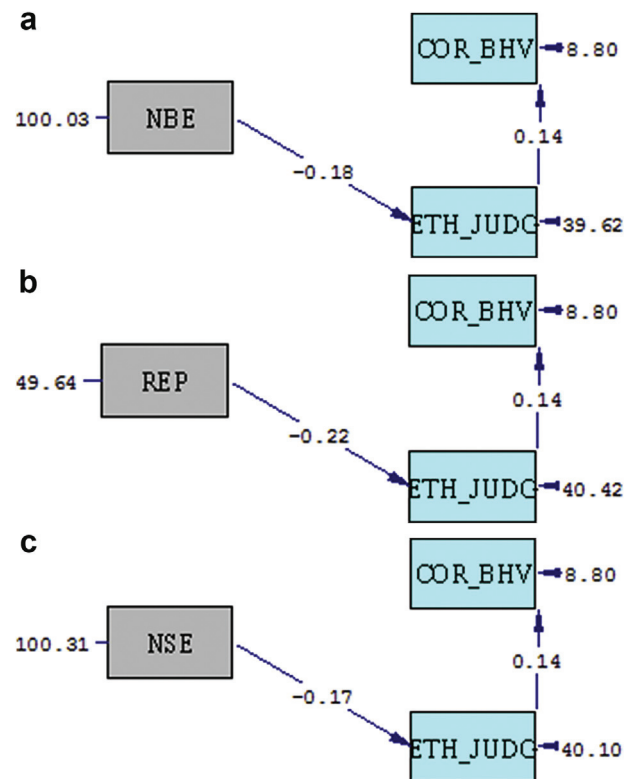 a
COR_BHV 8.80
100.03 NBE
0.14
-0.18
ETH_JUDG 39.62
b
COR_BHV 8.80
49.64 REP
0.14
-0.22
ETH_JUDG 40.42
c
COR_BHV 8.80
100.31 NSE
0.14
-0.17
ETH_JUDG 40.10